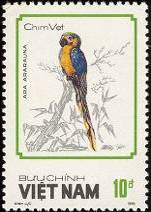 Chim Vẹt
ARA ARARAUNA
BƯU CHÍNH
VIỆT NAM 10đ